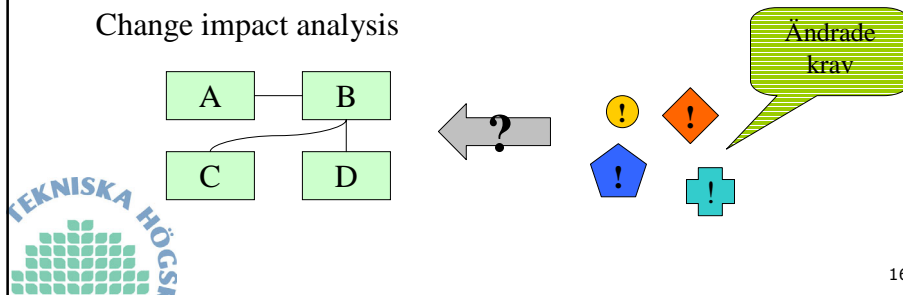 Change impact analysis
Ändrade
krav
A
B
?
!
!
C
D
!
!
TEKNISKA HÖGS
16